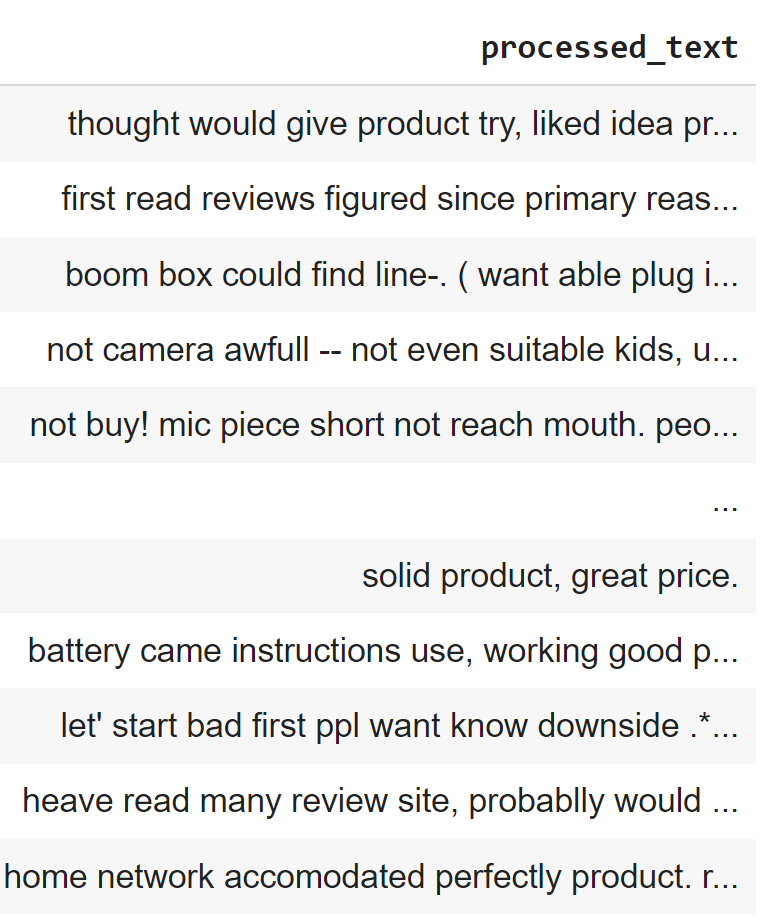 processed_text
thought would give product try, liked idea pr...
first read reviews figured since primary reas...
boom box could find line-. ( want able plug i...
not camera awfull -- not even suitable kids, u...
not buy! mic piece short not reach mouth. peo...
...
solid product, great price.
battery came instructions use, working good p...
let' start bad first ppl want know downside .*...
heave read many review site, probablly would ...
home network accomodated perfectly product. r...